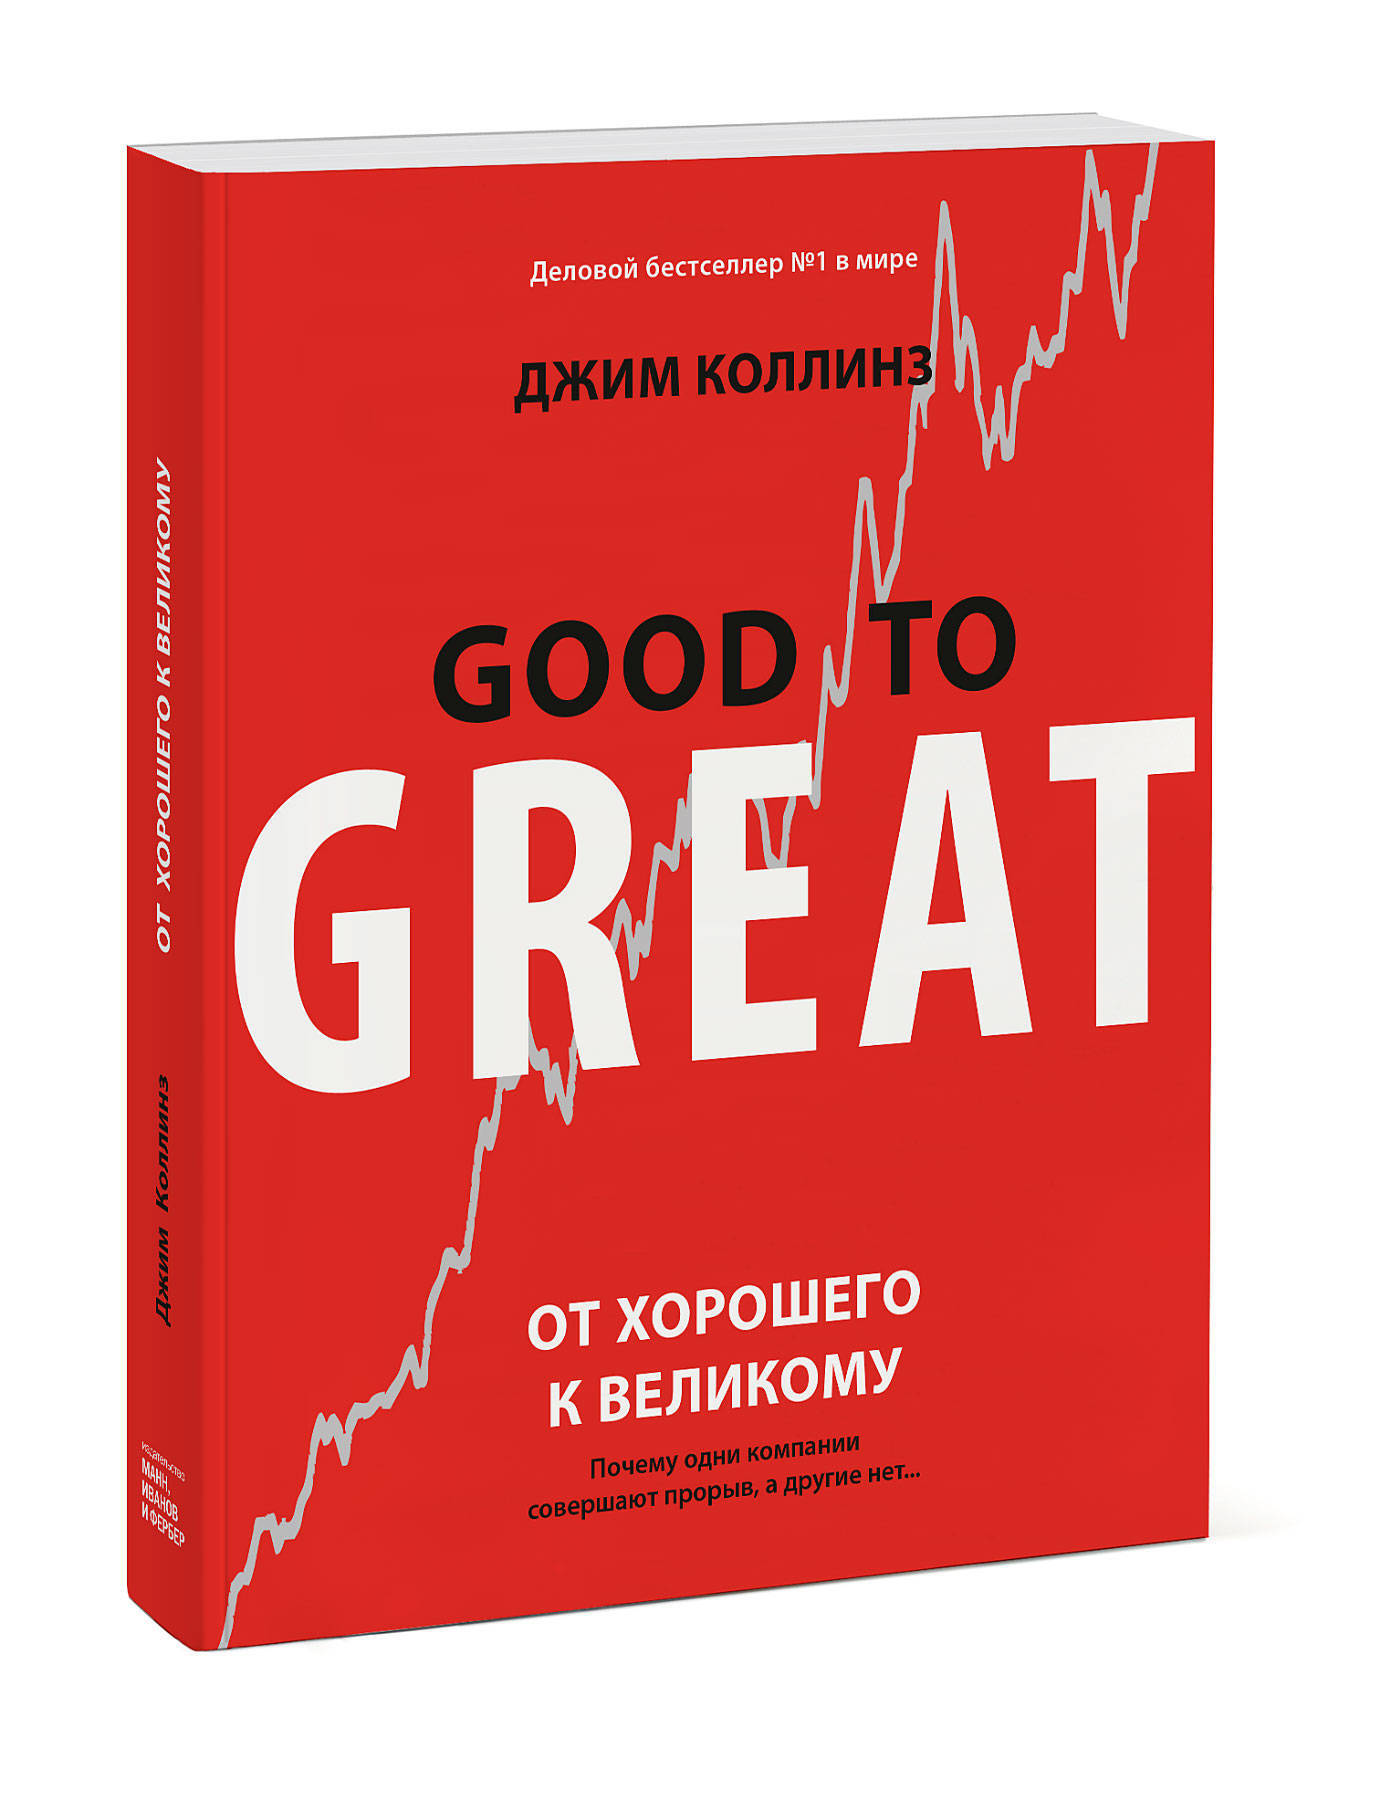 Деловой бестселлер №1 в мире
ДЖИМ КОЛЛИНЗ
GOOD TO
GREAT
ОТ ХОРОШЕГО
К ВЕЛИКОМУ
Почему одни компании
совершают прорыв, а другие нет...
ОТ ХОРОШЕГО К ВЕЛИКОМУ
Джим Коллинз
издательство
МАНН,
ИВАНОВ
И ФЕРБЕР